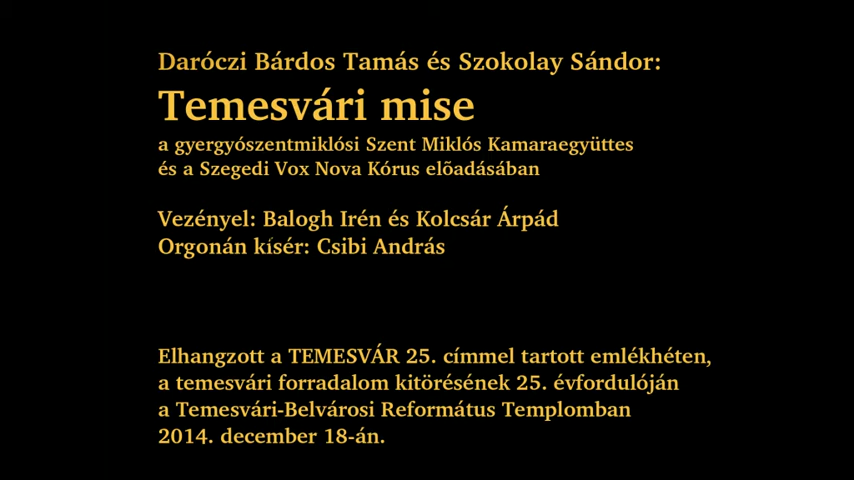 Daróczi Bárdos Tamás és Szokolay Sándor:
Temesvári mise
a gyergyószentmiklósi Szent Miklós Kamaraegyüttes
és a Szegedi Vox Nova Kórus elõadásában
Vezényel: Balogh Irén és Kolcsár Árpád
Orgonán kísér: Csibi András
Elhangzott a TEMESVÁR 25. címmel tartott emlékhéten,
a temesvári forradalom kitörésének 25. évfordulóján
a Temesvári-Belvárosi Református Templomban
2014. december 18-án.